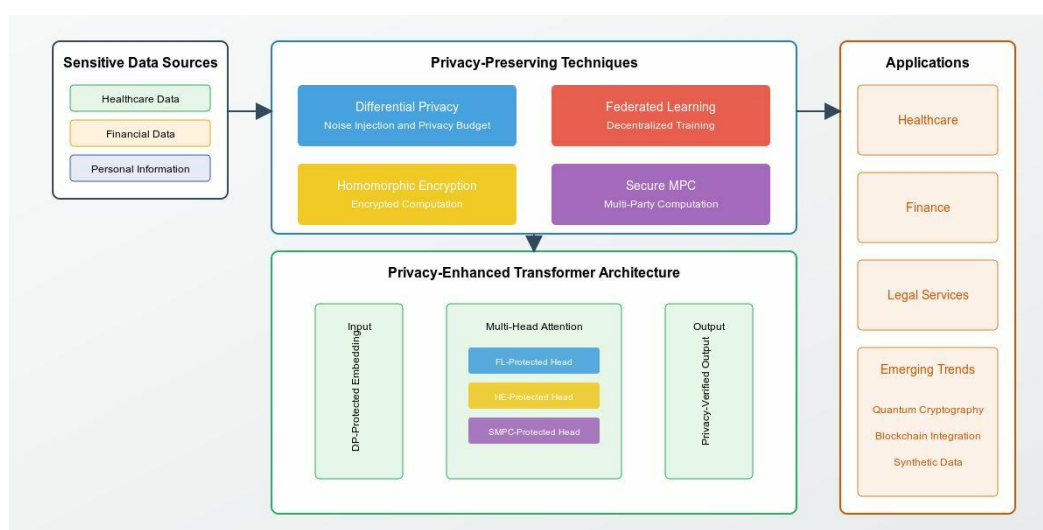 Sensitive Data Sources
Healthcare Data
Financial Data
Personal Information
Privacy-Preserving Techniques
Differential Privacy
Noise Injection and Privacy Budget
Federated Learning
Decentralized Training
Homomorphic Encryption
Encrypted Computation
Secure MPC
Multi-Party Computation
Privacy-Enhanced Transformer Architecture
Input
DP-Protected Embedding
Multi-Head Attention
FL-Protected Head
HE-Protected Head
SMPC-Protected Head
Output
Privacy-Verified Output
Applications
Healthcare
Finance
Legal Services
Emerging Trends
Quantum Cryptography
Blockchain Integration
Synthetic Data